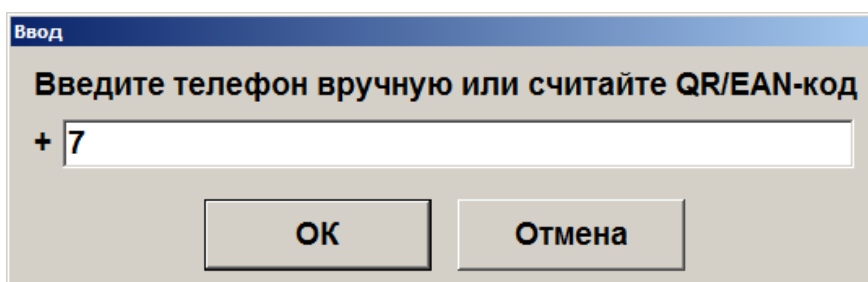 Ввод
Введите телефон вручную или считайте QR/EAN-код
+ 7
ОК Отмена